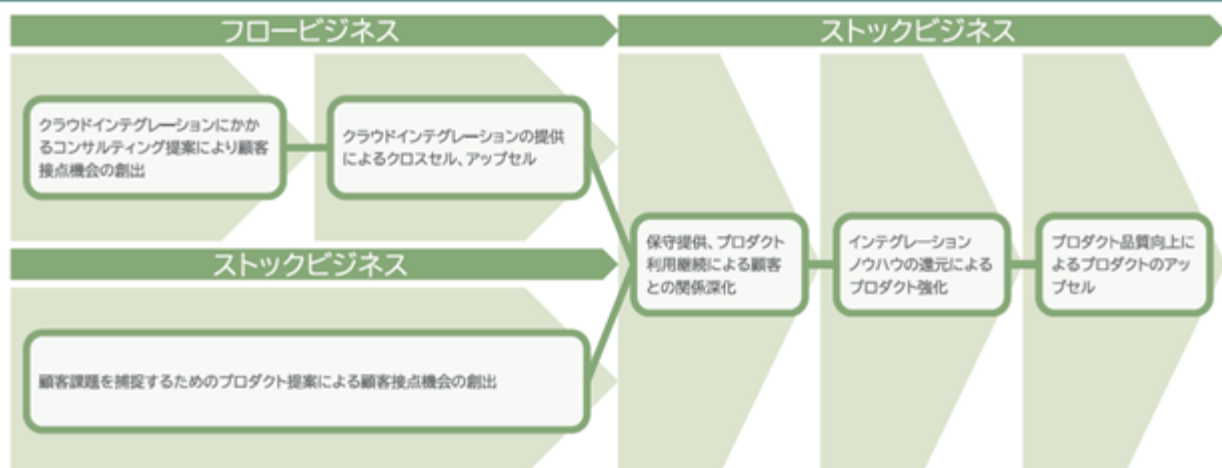 フロービジネス
ストックビジネス
クラウドインテグレーションにかか
るコンサルティング提案により顧客
接点機会の創出
クラウドインテグレーションの提供
によるクロスセル、アップセル
ストックビジネス
顧客課題を捕捉するためのプロダクト提案による顧客接点機会の創出
保守提供、プロダクト
利用継続による顧客
との関係深化
インテグレーション
ノウハウの還元による
プロダクト強化
プロダクト品質向上に
よるプロダクトのアッ
プセル